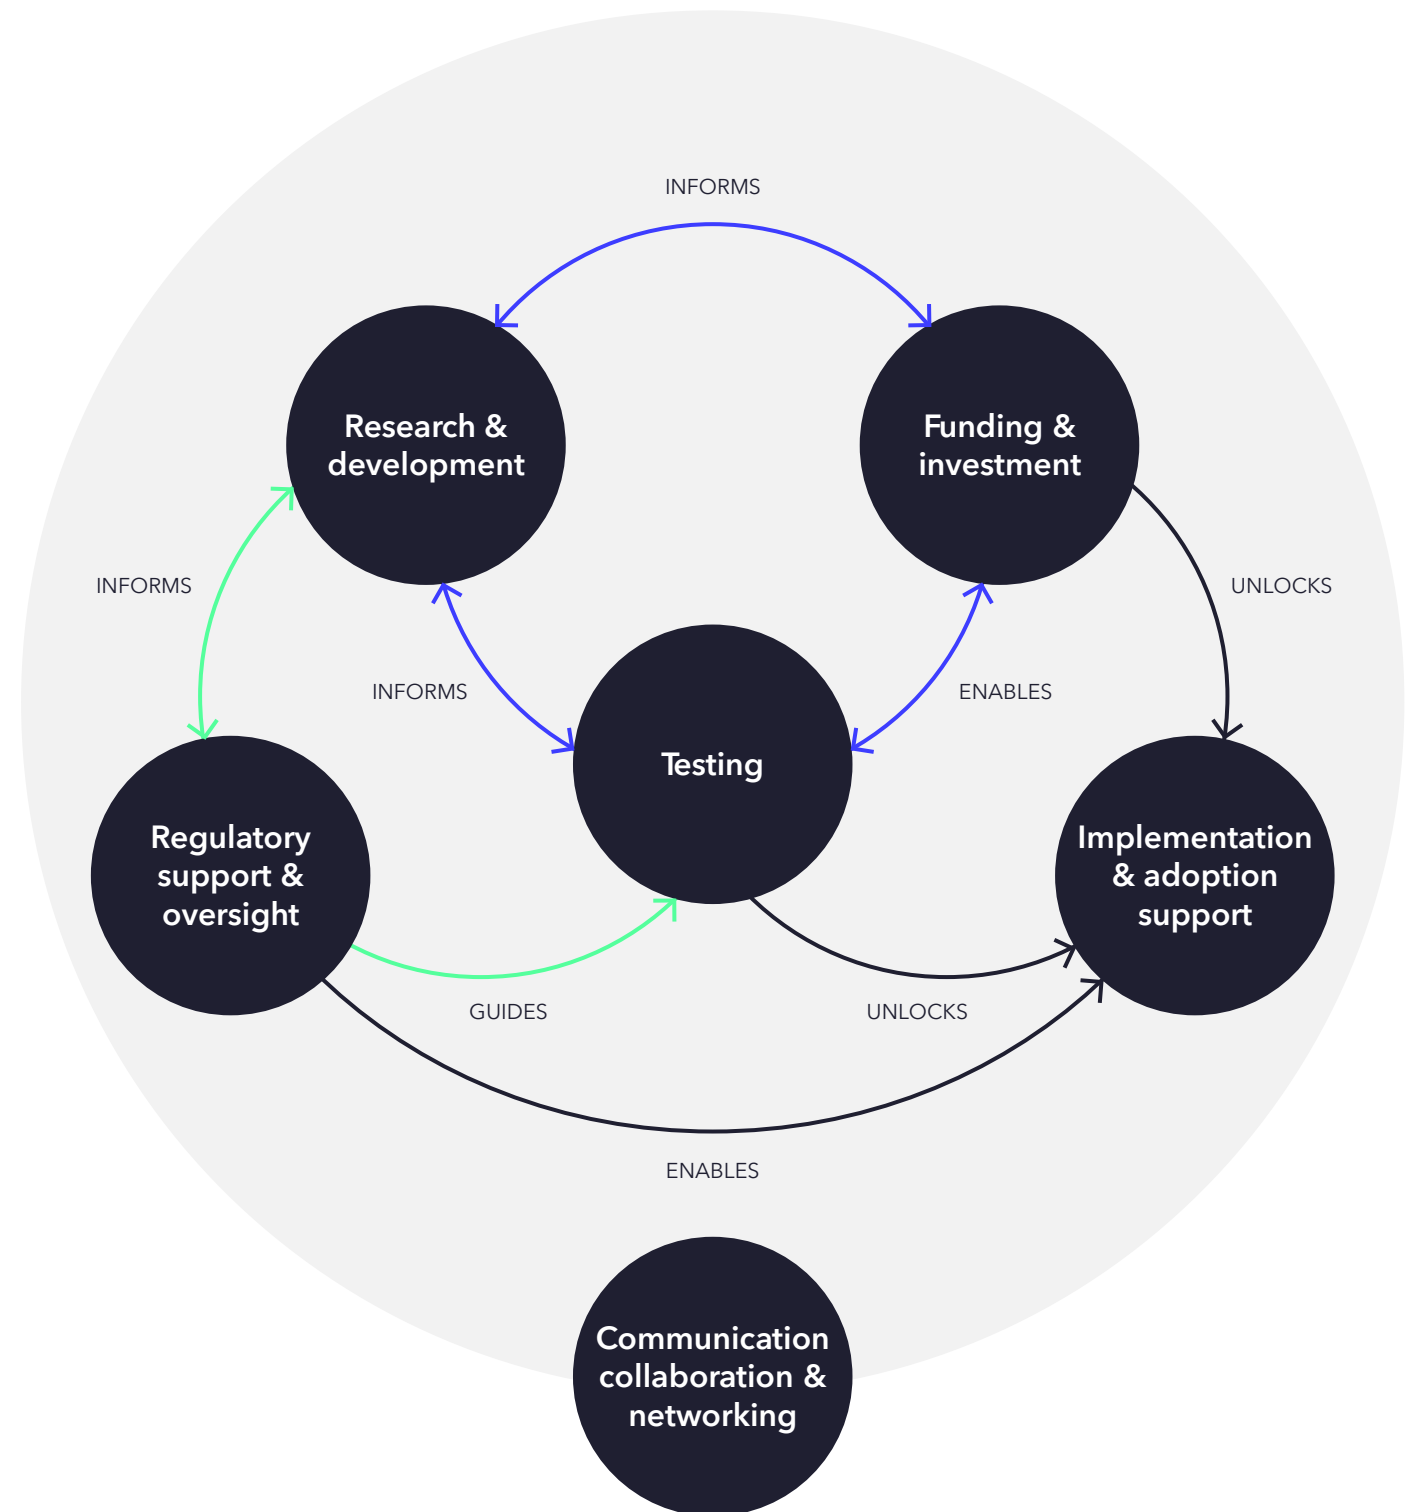 INFORMS
Research &
development
Funding &
investment
INFORMS
UNLOCKS
INFORMS
ENABLES
Testing
Regulatory
support &
oversight
Implementation
& adoption
support
GUIDES
UNLOCKS
ENABLES
Communication
collaboration &
networking